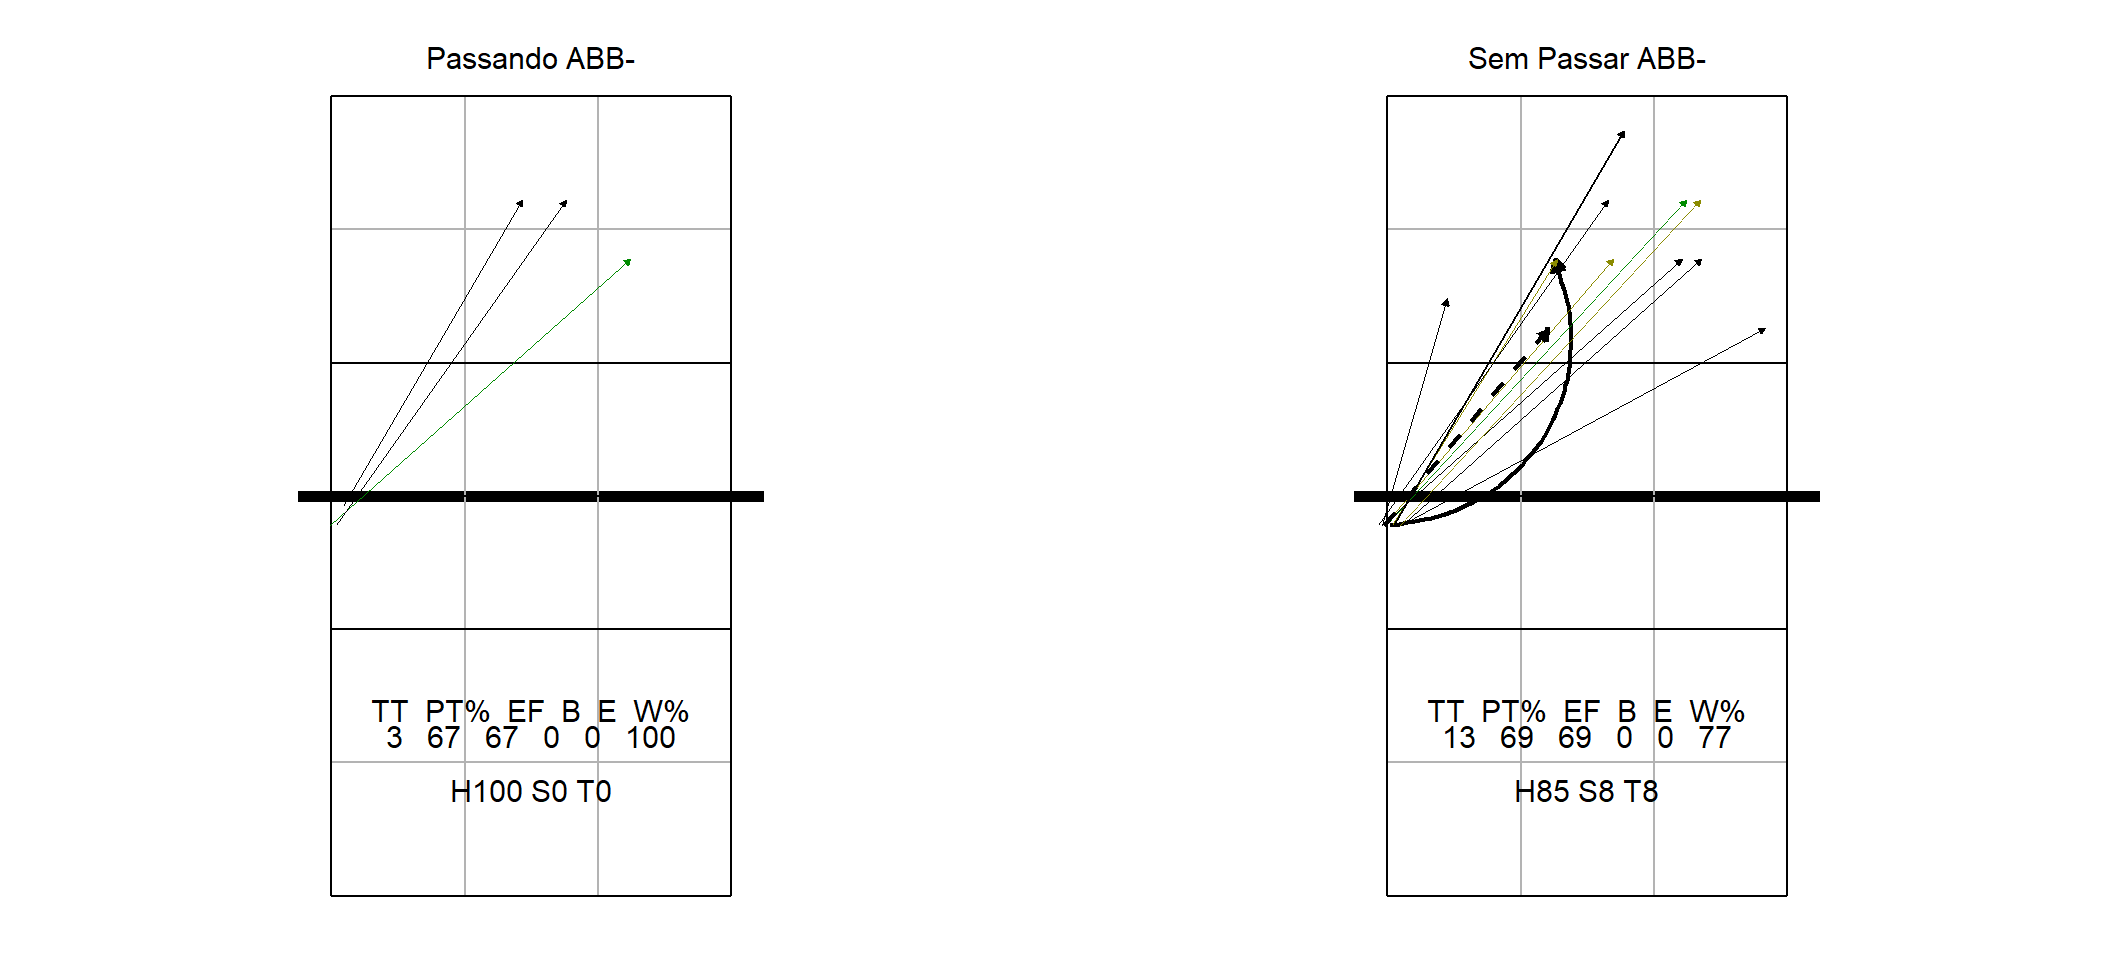 Passando ABB-
TT PT% EF B E W%
3 67 67 0 0 100
H100 S0 T0
Sem Passar ABB-
TT PT% EF B E W%
13 69 69 0 0 77
H85 S8 T8